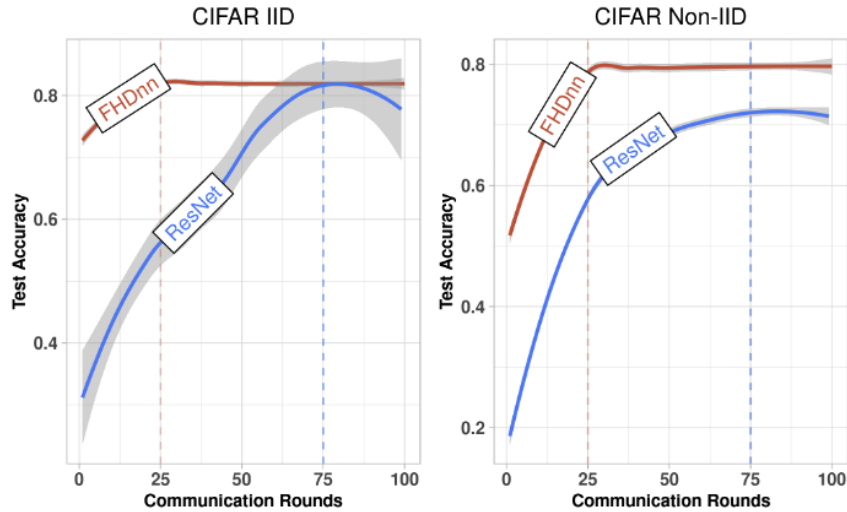 CIFAR IID
Test Accuracy
0.8
0.6
0.4
FHDnn
ResNet
0
25
50
75
100
Communication Rounds
CIFAR Non-IID
Test Accuracy
0.8
0.6
0.4
0.2
FHDnn
ResNet
0
25
50
75
100
Communication Rounds